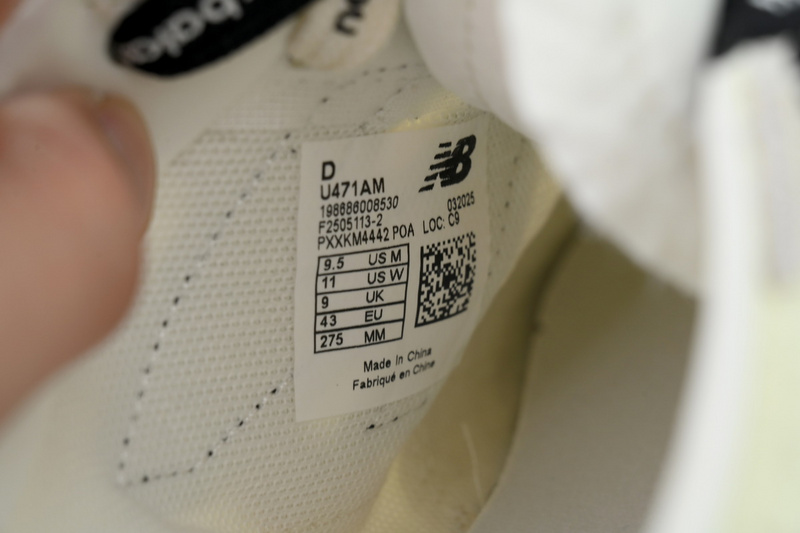 D
U471AM
198686008530
032025
F2505113-2
PXXKM4442 POA LOC: C9
9.5 US M
11 US W
9 UK
43 EU
275 MM
Made in China
Fabriqué en Chine